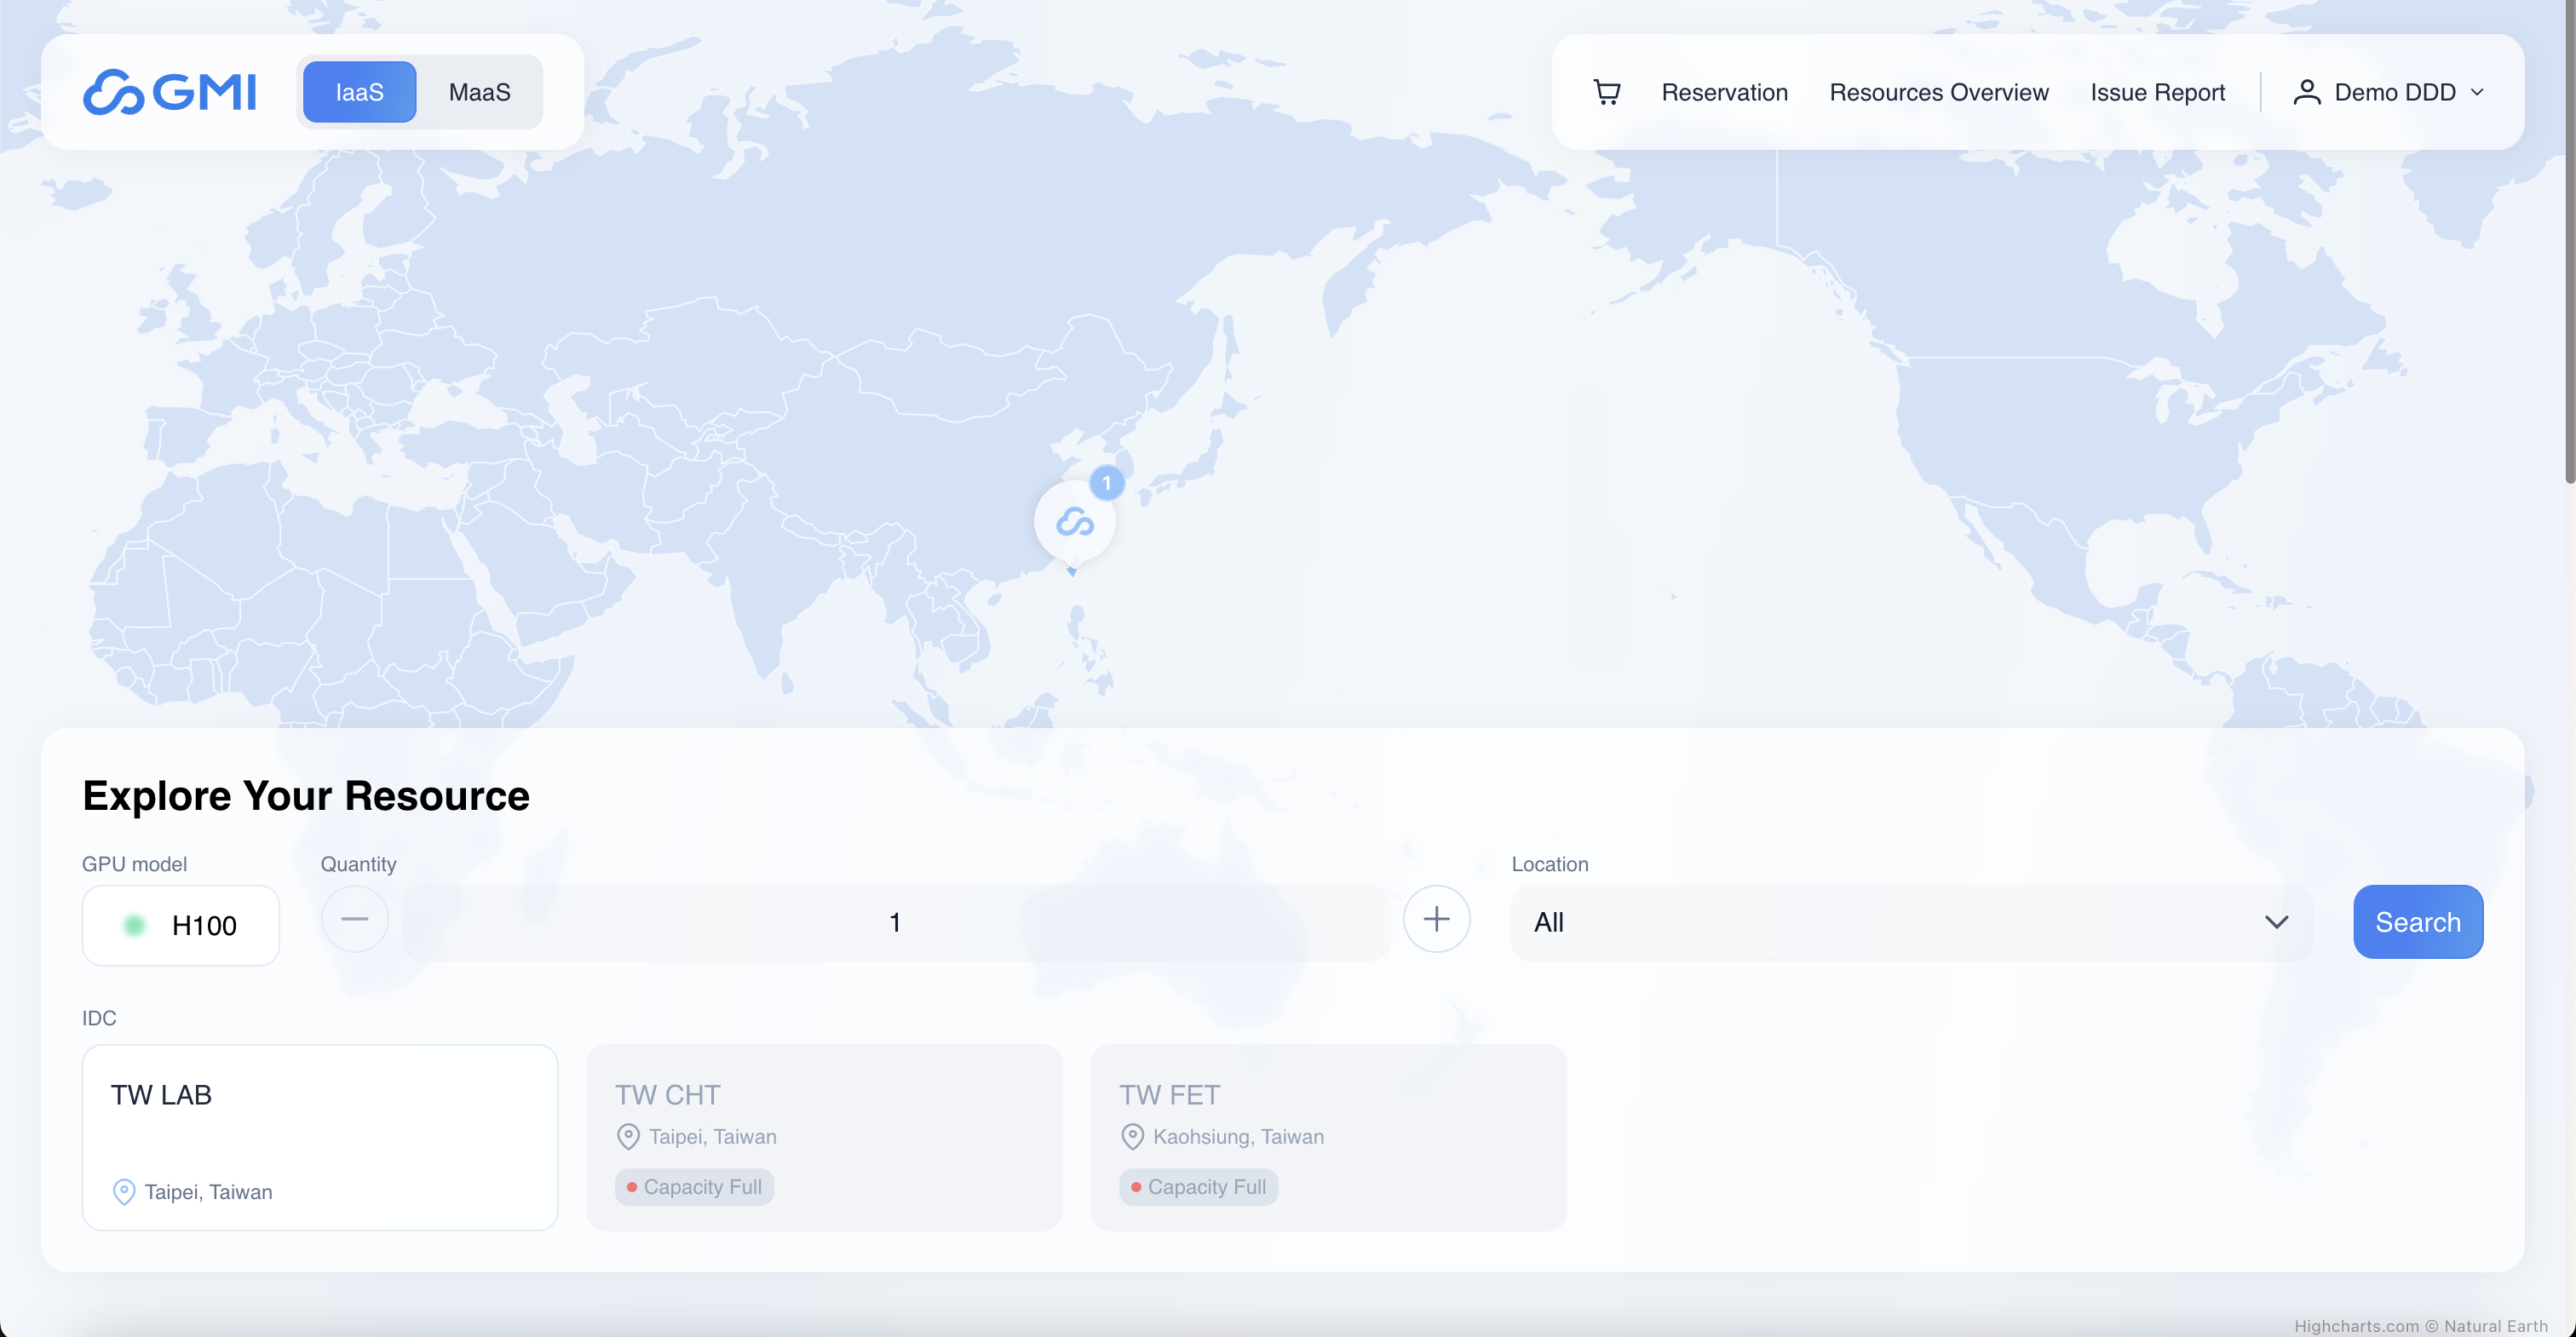 GMI
IaaS
MaaS
Reservation
Resources Overview
Issue Report
Demo DDD
1
Explore Your Resource
GPU model
Quantity
Location
H100
1
All
Search
IDC
TW LAB
Taipei, Taiwan
TW CHT
Taipei, Taiwan
Capacity Full
TW FET
Kaohsiung, Taiwan
Capacity Full
Highcharts.com © Natural Earth